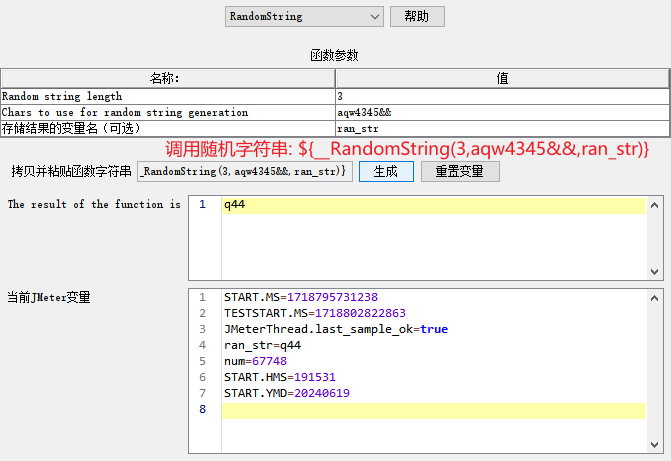 RandomString 帮助
函数参数
名称: 值
Random string length 3
Chars to use for random string generation aqw4345&&
存储结果的变量名（可选） ran_str
调用随机字符串: ${__RandomString(3,aqw4345&&,ran_str)}
拷贝并粘贴函数字符串 _RandomString(3,aqw4345&&,ran_str)} 生成 重置变量
The result of the function is 1 q44
当前JMeter变量
1 START.MS=1718795731238
2 TESTSTART.MS=1718802822863
3 JMeterThread.last_sample_ok=true
4 ran_str=q44
5 num=67748
6 START.HMS=191531
7 START.YMD=20240619
8